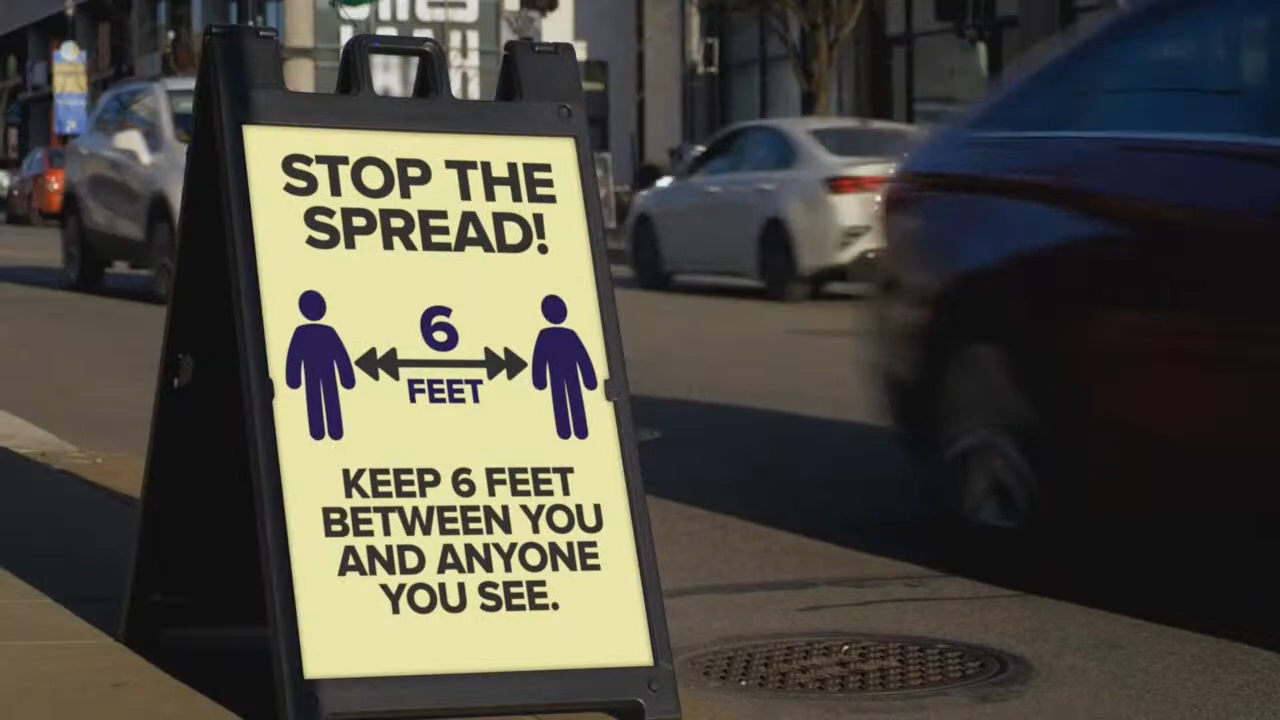 STOP THE
SPREAD!
6
FEET
KEEP 6 FEET
BETWEEN YOU
AND ANYONE
YOU SEE.